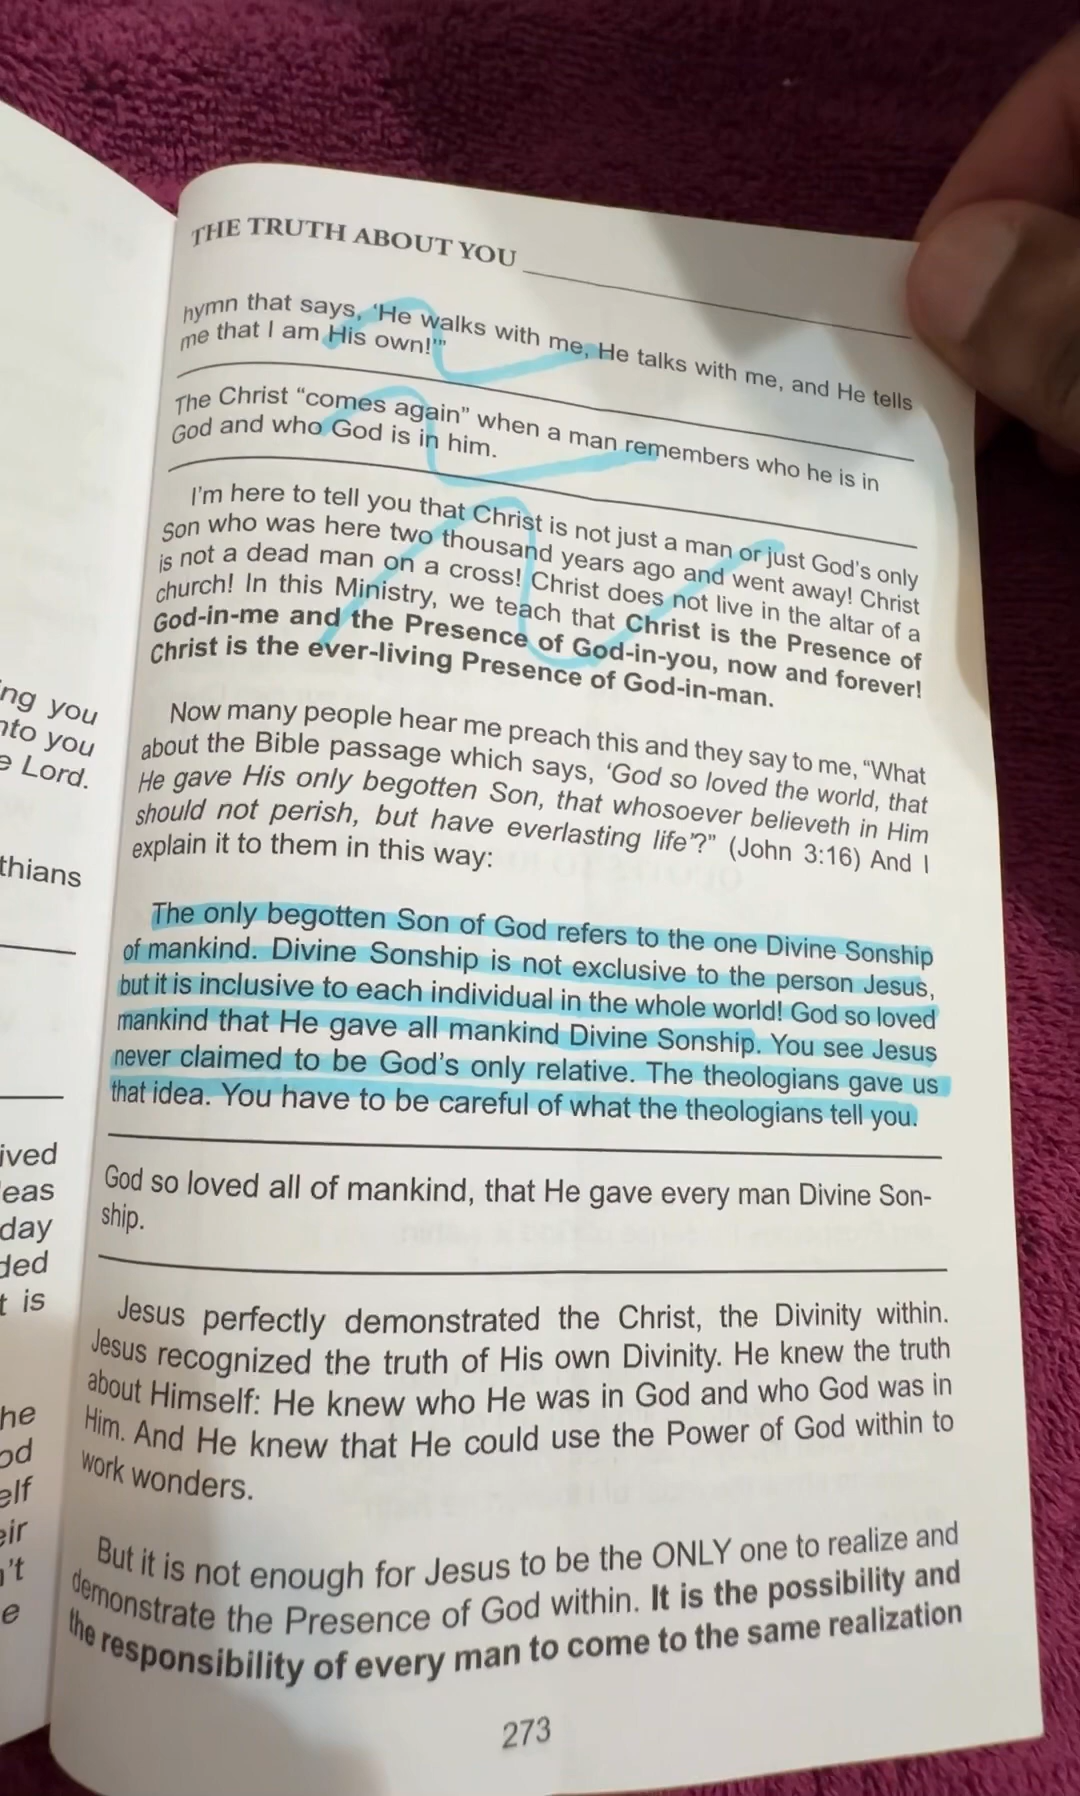 THE TRUTH ABOUT YOU
hymn that says, ‘He walks with me, He talks with me, and He tells
me that I am His own!’”
The Christ “comes again” when a man remembers who he is in
God and who God is in him.
I'm here to tell you that Christ is not just a man or just God's only
Son who was here two thousand years ago and went away! Christ
is not a dead man on a cross! Christ does not live in the altar of a
church! In this Ministry, we teach that Christ is the Presence of
God-in-me and the Presence of God-in-you, now and forever!
Christ is the ever-living Presence of God-in-man.
Now many people hear me preach this and they say to me, “What
about the Bible passage which says, ‘God so loved the world, that
He gave His only begotten Son, that whosoever believeth in Him
should not perish, but have everlasting life’?” (John 3:16) And I
explain it to them in this way:
The only begotten Son of God refers to the one Divine Sonship
of mankind. Divine Sonship is not exclusive to the person Jesus,
but it is inclusive to each individual in the whole world! God so loved
mankind that He gave all mankind Divine Sonship. You see Jesus
never claimed to be God's only relative. The theologians gave us
that idea. You have to be careful of what the theologians tell you.
God so loved all of mankind, that He gave every man Divine Son-
ship.
Jesus perfectly demonstrated the Christ, the Divinity within.
Jesus recognized the truth of His own Divinity. He knew the truth
about Himself: He knew who He was in God and who God was in
Him. And He knew that He could use the Power of God within to
work wonders.
But it is not enough for Jesus to be the ONLY one to realize and
demonstrate the Presence of God within. It is the possibility and
the responsibility of every man to come to the same realization
273
ing you
nto you
e Lord.
thians
ived
eas
day
ded
t is
he
od
elf
eir
't
e